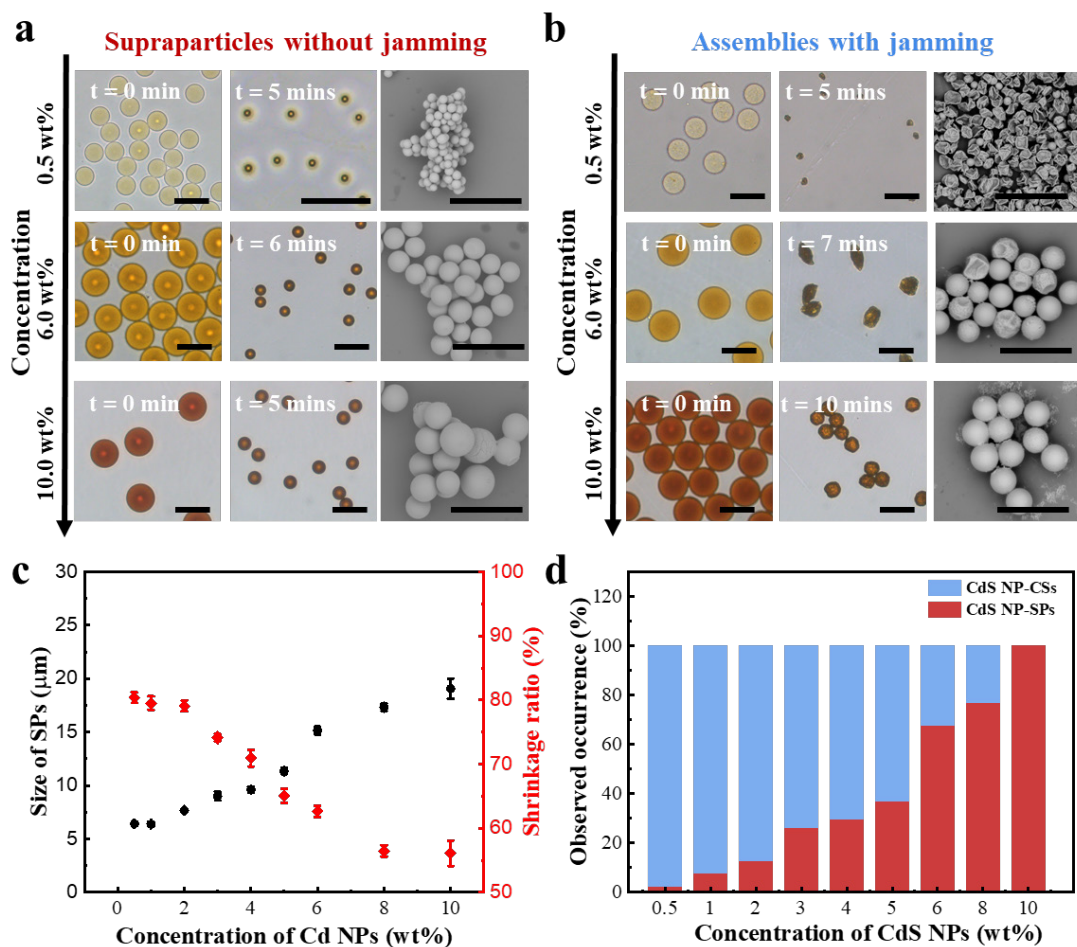 a
Supraparticles without jamming
Concentration
0.5 wt%
t = 0 min
t = 5 mins
6.0 wt%
t = 0 min
t = 6 mins
10.0 wt%
t = 0 min
t = 5 mins
b
Assemblies with jamming
Concentration
0.5 wt%
t = 0 min
t = 5 mins
6.0 wt%
t = 0 min
t = 7 mins
10.0 wt%
t = 0 min
t = 10 mins
c
Size of SPs (μm)
30
25
20
15
10
5
0
Shrinkage ratio (%)
100
90
80
70
60
50
0 2 4 6 8 10
Concentration of Cd NPs (wt%)
d
Observed occurrence (%)
120
100
80
60
40
20
0
CdS NP-CSs
CdS NP-SPs
0.5 1 2 3 4 5 6 8 10
Concentration of CdS NPs (wt%)